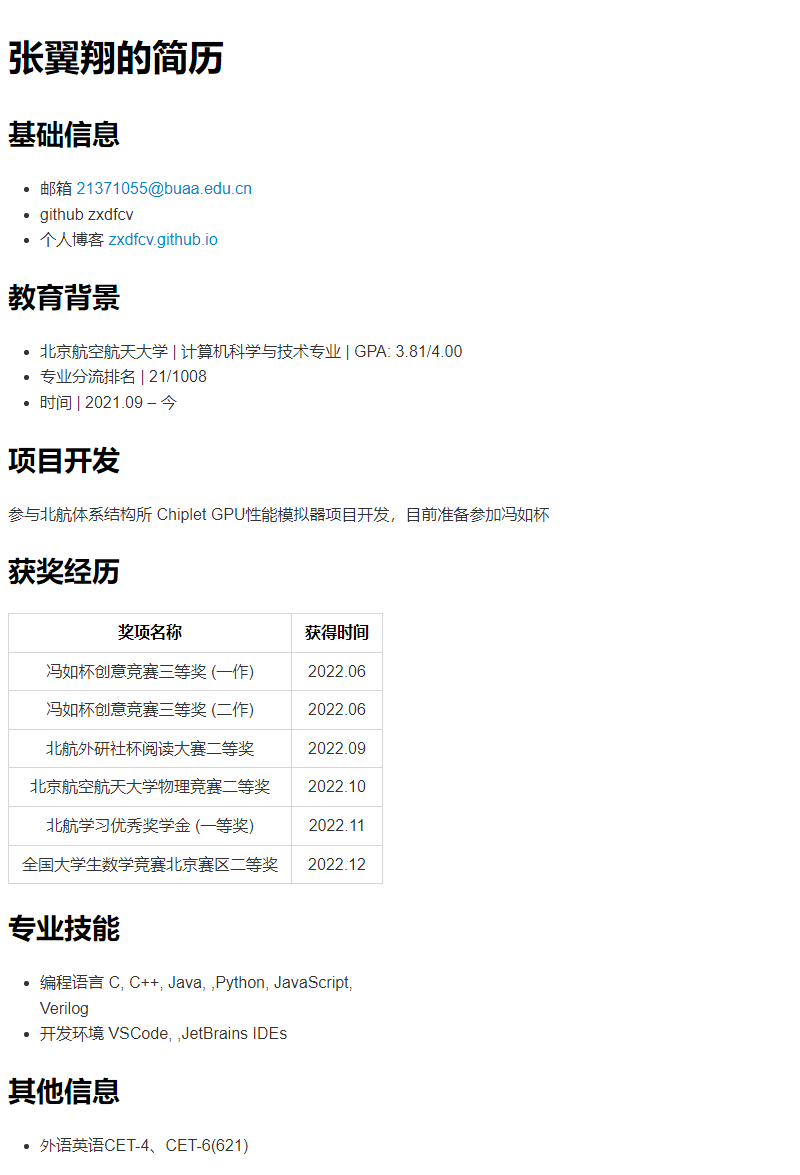 张翼翔的简历
基础信息
• 邮箱 21371055@buaa.edu.cn
• github zxdfcv
• 个人博客 zxdfcv.github.io
教育背景
• 北京航空航天大学 | 计算机科学与技术专业 | GPA: 3.81/4.00
• 专业分流排名 | 21/1008
• 时间 | 2021.09 – 今
项目开发
参与北航体系结构所 Chiplet GPU性能模拟器项目开发，目前准备参加冯如杯
获奖经历
奖项名称 获得时间
冯如杯创意竞赛三等奖 (一作) 2022.06
冯如杯创意竞赛三等奖 (二作) 2022.06
北航外研社杯阅读大赛二等奖 2022.09
北京航空航天大学物理竞赛二等奖 2022.10
北航学习优秀奖学金 (一等奖) 2022.11
全国大学生数学竞赛北京赛区二等奖 2022.12
专业技能
• 编程语言 C, C++, Java, ,Python, JavaScript,
Verilog
• 开发环境 VSCode, ,JetBrains IDEs
其他信息
• 外语英语CET-4、CET-6(621)